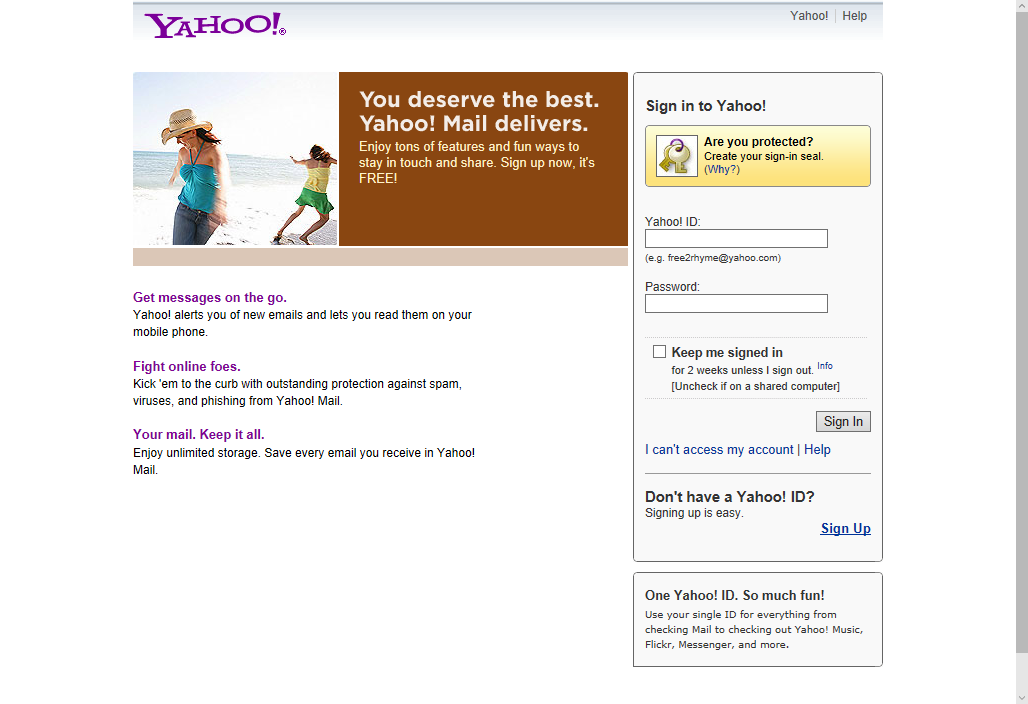 YAHOO!®
Yahoo! | Help
You deserve the best.
Yahoo! Mail delivers.
Enjoy tons of features and fun ways to
stay in touch and share. Sign up now, it's
FREE!
Get messages on the go.
Yahoo! alerts you of new emails and lets you read them on your
mobile phone.
Fight online foes.
Kick 'em to the curb with outstanding protection against spam,
viruses, and phishing from Yahoo! Mail.
Your mail. Keep it all.
Enjoy unlimited storage. Save every email you receive in Yahoo!
Mail.
Sign in to Yahoo!
Are you protected?
Create your sign-in seal.
(Why?)
Yahoo! ID:
(e.g. free2rhyme@yahoo.com)
Password:
Keep me signed in
for 2 weeks unless I sign out. Info
[Uncheck if on a shared computer]
Sign In
I can't access my account | Help
Don't have a Yahoo! ID?
Signing up is easy.
Sign Up
One Yahoo! ID. So much fun!
Use your single ID for everything from
checking Mail to checking out Yahoo! Music,
Flickr, Messenger, and more.